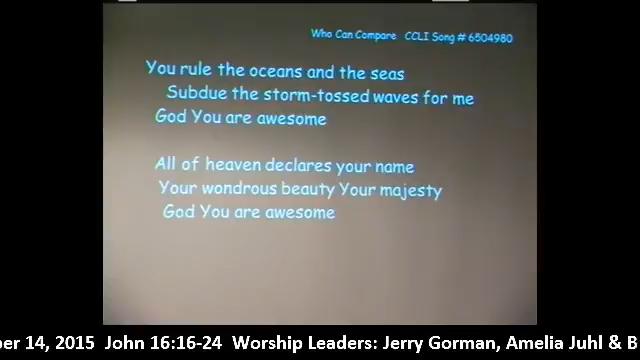 Who Can Compare CCLI Song # 6504980
You rule the oceans and the seas
Subdue the storm-tossed waves for me
God You are awesome
All of heaven declares your name
Your wondrous beauty Your majesty
God You are awesome
14, 2015 John 16:16-24 Worship Leaders: Jerry Gorman, Amelia Juhl &